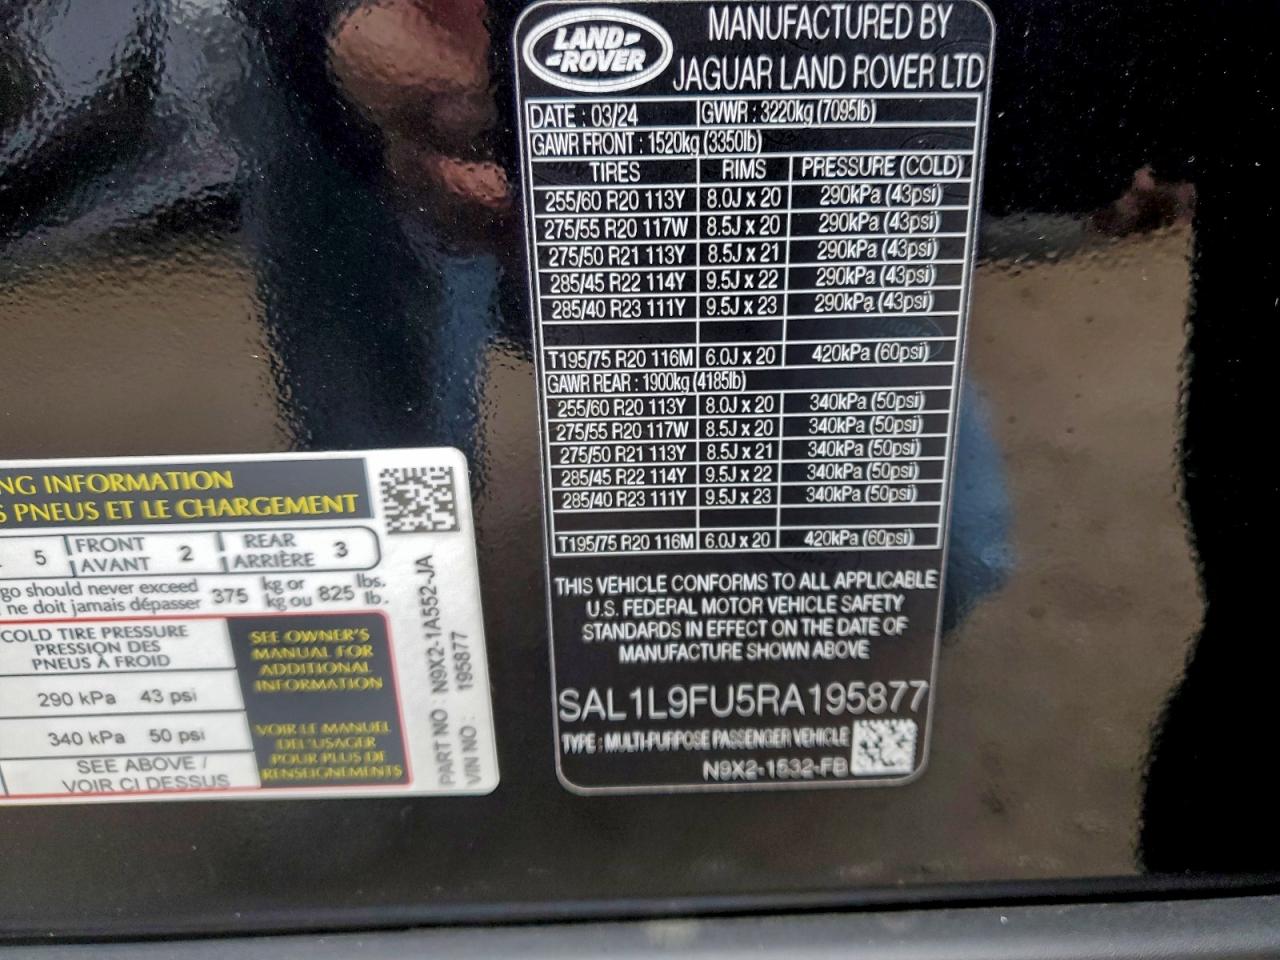 LAND-
-ROVER
MANUFACTURED BY
JAGUAR LAND ROVER LTD
DATE : 03/24 GVWR : 3220kg (7095lb)
GAWR FRONT : 1520kg (3350lb)
TIRES RIMS PRESSURE (COLD)
255/60 R20 113Y 8.0J x 20 290kPa (43psi)
275/55 R20 117W 8.5J x 20 290kPa (43psi)
275/50 R21 113Y 8.5J x 21 290kPa (43psi)
285/45 R22 114Y 9.5J x 22 290kPa (43psi)
285/40 R23 111Y 9.5J x 23 290kPa (43psi)
T195/75 R20 116M 6.0J x 20 420kPa (60psi)
GAWR REAR : 1900kg (4185lb)
255/60 R20 113Y 8.0J x 20 340kPa (50psi)
275/55 R20 117W 8.5J x 20 340kPa (50psi)
275/50 R21 113Y 8.5J x 21 340kPa (50psi)
285/45 R22 114Y 9.5J x 22 340kPa (50psi)
285/40 R23 111Y 9.5J x 23 340kPa (50psi)
T195/75 R20 116M 6.0J x 20 420kPa (60psi)
THIS VEHICLE CONFORMS TO ALL APPLICABLE
U.S. FEDERAL MOTOR VEHICLE SAFETY
STANDARDS IN EFFECT ON THE DATE OF
MANUFACTURE SHOWN ABOVE
SAL1L9FU5RA195877
TYPE : MULTI-PURPOSE PASSENGER VEHICLE
N9X2-1532-FB
NG INFORMATION
S PNEUS ET LE CHARGEMENT
5 FRONT AVANT 2 REAR ARRIÈRE 3
go should never exceed 375 kg or 825 lbs.
ne doit jamais dépasser kg ou lb.
COLD TIRE PRESSURE
PRESSION DES
PNEUS À FROID
290 kPa 43 psi
340 kPa 50 psi
SEE ABOVE /
VOIR CI DESSUS
SEE OWNER'S
MANUAL FOR
ADDITIONAL
INFORMATION
VOIR LE MANUEL
DE L'USAGER
POUR PLUS DE
RENSEIGNEMENTS
PART NO : N9X2-1A552-JA
VIN NO : 195877